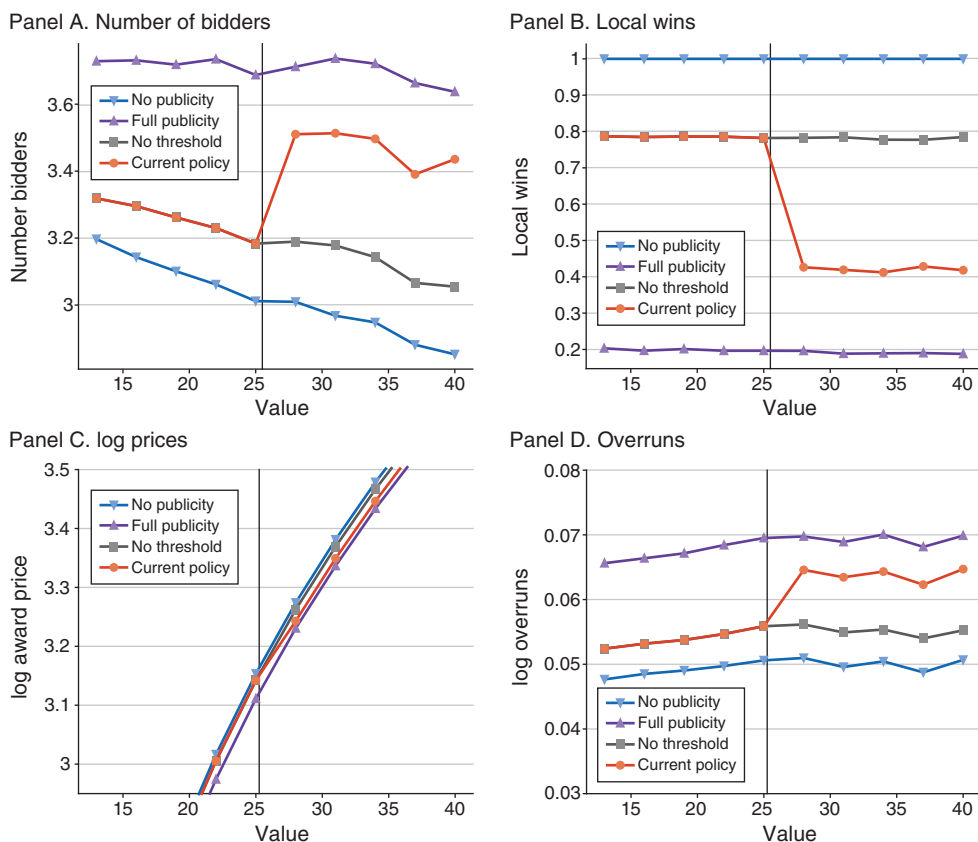 Panel A. Number of bidders
Number bidders
3.6
3.4
3.2
3
No publicity
Full publicity
No threshold
Current policy
15 20 25 30 35 40
Value
Panel B. Local wins
Local wins
1
0.9
0.8
0.7
0.6
0.5
0.4
0.3
0.2
No publicity
Full publicity
No threshold
Current policy
15 20 25 30 35 40
Value
Panel C. log prices
log award price
3.5
3.4
3.3
3.2
3.1
3
No publicity
Full publicity
No threshold
Current policy
15 20 25 30 35 40
Value
Panel D. Overruns
log overruns
0.08
0.07
0.06
0.05
0.04
0.03
No publicity
Full publicity
No threshold
Current policy
15 20 25 30 35 40
Value